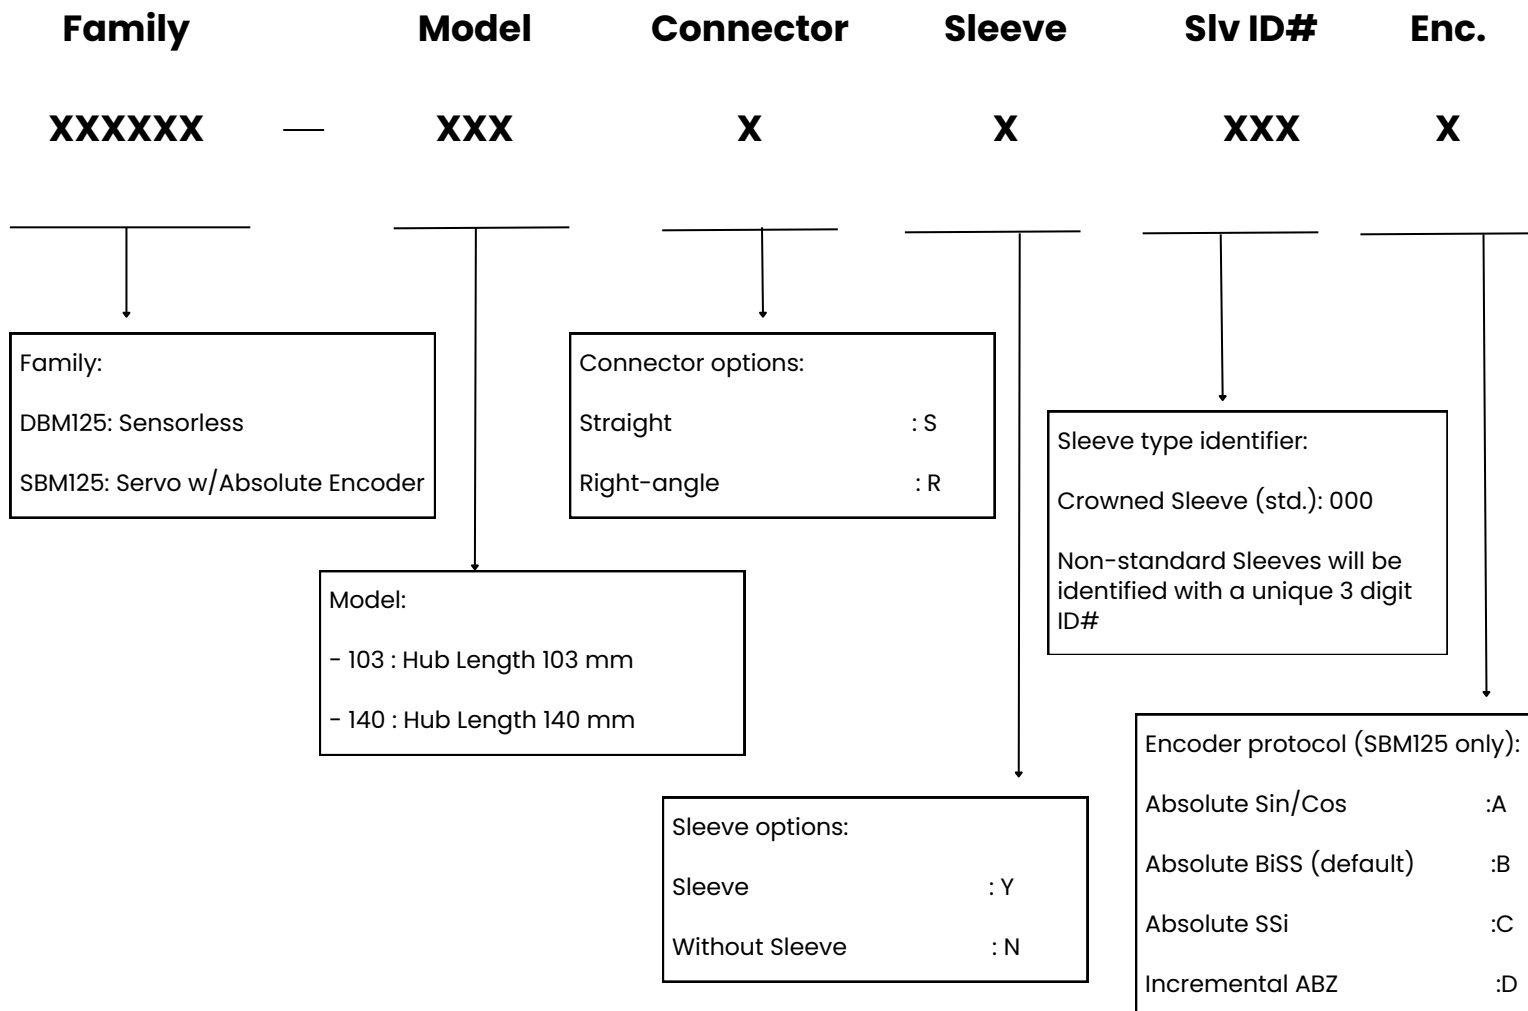 Family Model Connector Sleeve Slv ID# Enc.
XXXXXX — XXX X X XXX X
Family:
DBM125: Sensorless
SBM125: Servo w/Absolute Encoder
Model:
- 103 : Hub Length 103 mm
- 140 : Hub Length 140 mm
Connector options:
Straight : S
Right-angle : R
Sleeve options:
Sleeve : Y
Without Sleeve : N
Sleeve type identifier:
Crowned Sleeve (std.): 000
Non-standard Sleeves will be
identified with a unique 3 digit
ID#
Encoder protocol (SBM125 only):
Absolute Sin/Cos :A
Absolute BiSS (default) :B
Absolute SSi :C
Incremental ABZ :D